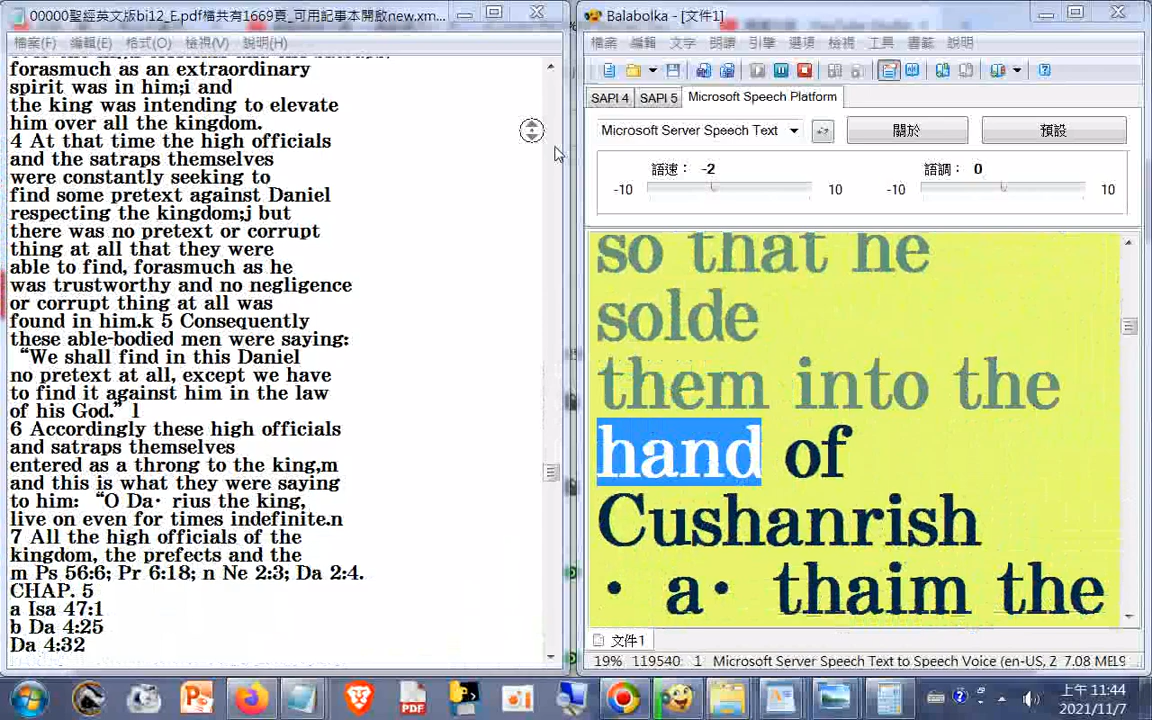 00000聖經英文版bi12_E.pdf檔共有1669頁_可用記事本開啟new.xm...
檔案(F) 編輯(E) 格式(O) 檢視(V) 說明(H)
forasmuch as an extraordinary
spirit was in him;i and
the king was intending to elevate
him over all the kingdom.
4 At that time the high officials
and the satraps themselves
were constantly seeking to
find some pretext against Daniel
respecting the kingdom;j but
there was no pretext or corrupt
thing at all that they were
able to find, forasmuch as he
was trustworthy and no negligence
or corrupt thing at all was
found in him.k 5 Consequently
these able-bodied men were saying:
“We shall find in this Daniel
no pretext at all, except we have
to find it against him in the law
of his God.” l
6 Accordingly these high officials
and satraps themselves
entered as a throng to the king,m
and this is what they were saying
to him: “O Da· rius the king,
live on even for times indefinite.n
7 All the high officials of the
kingdom, the prefects and the
m Ps 56:6; Pr 6:18; n Ne 2:3; Da 2:4.
CHAP. 5
a Isa 47:1
b Da 4:25
Da 4:32
Balabolka - [文件1]
檔案 編輯 文字 朗讀 引擎 選項 檢視 工具 書籤 說明
SAPI 4 SAPI 5 Microsoft Speech Platform
Microsoft Server Speech Text 關於 預設
語速： -2 語調： 0
-10 10 -10 10
so that he
solde
them into the
hand of
Cushanrish
· a· thaim the
文件1
19% 119540: 1 Microsoft Server Speech Text to Speech Voice (en-US, 2 7.08 MEL9
上午 11:44
2021/11/7